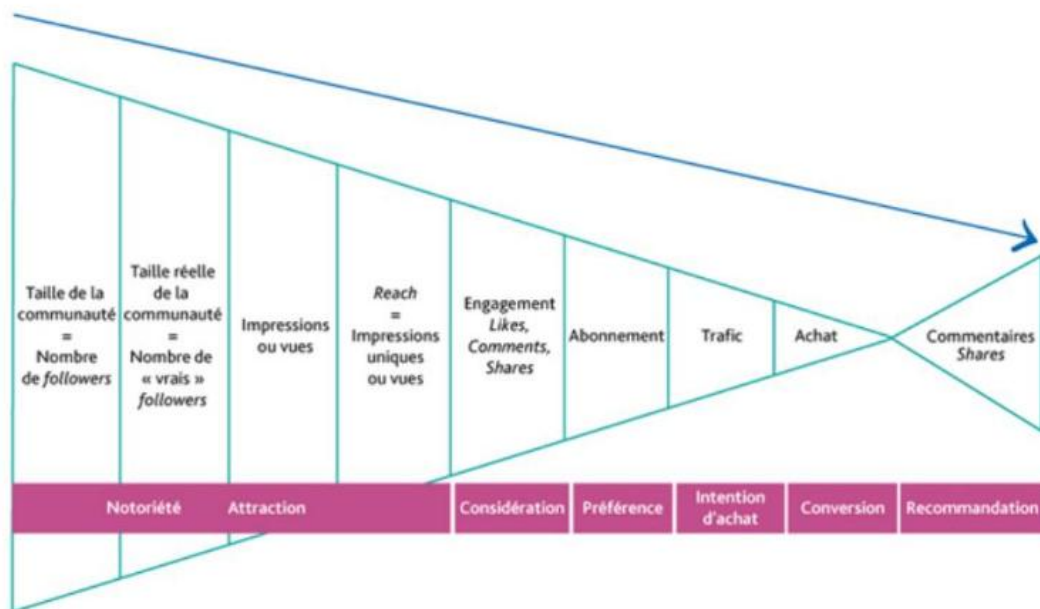 Taille de la
communauté
=
Nombre
de followers
Taille réelle
de la
communauté
=
Nombre de
« vrais »
followers
Impressions
ou vues
Reach
=
Impressions
uniques
ou vues
Engagement
Likes,
Comments,
Shares
Abonnement
Trafic
Achat
Commentaires
Shares
Notoriété
Attraction
Considération
Préférence
Intention
d'achat
Conversion
Recommandation